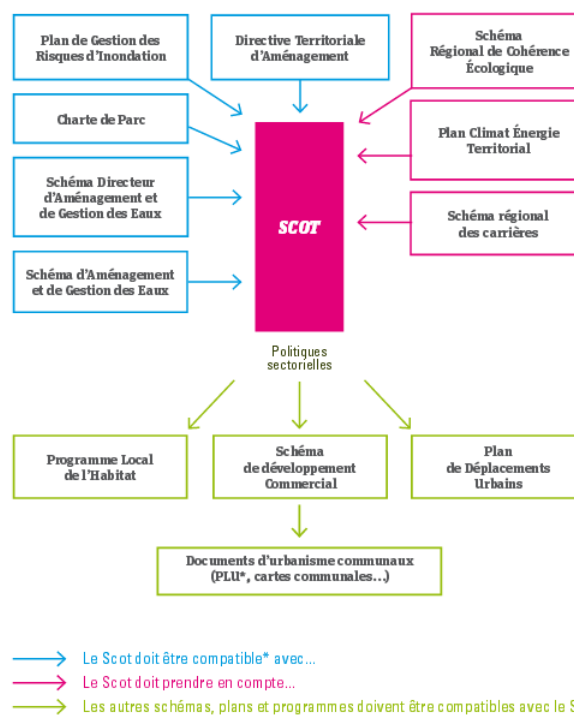 Plan de Gestion des
Risques d'Inondation
Directive Territoriale
d'Aménagement
Schéma
Régional de Cohérence
Écologique
Charte de Parc
Plan Climat Énergie
Territorial
Schéma Directeur
d'Aménagement et
de Gestion des Eaux
SCOT
Schéma régional
des carrières
Schéma d'Aménagement
et de Gestion des Eaux
Politiques
sectorielles
Programme Local
de l'Habitat
Schéma
de développement
Commercial
Plan
de Déplacements
Urbains
Documents d'urbanisme communaux
(PLU*, cartes communales...)
Le Scot doit être compatible* avec...
Le Scot doit prendre en compte...
Les autres schémas, plans et programmes doivent être compatibles avec le S